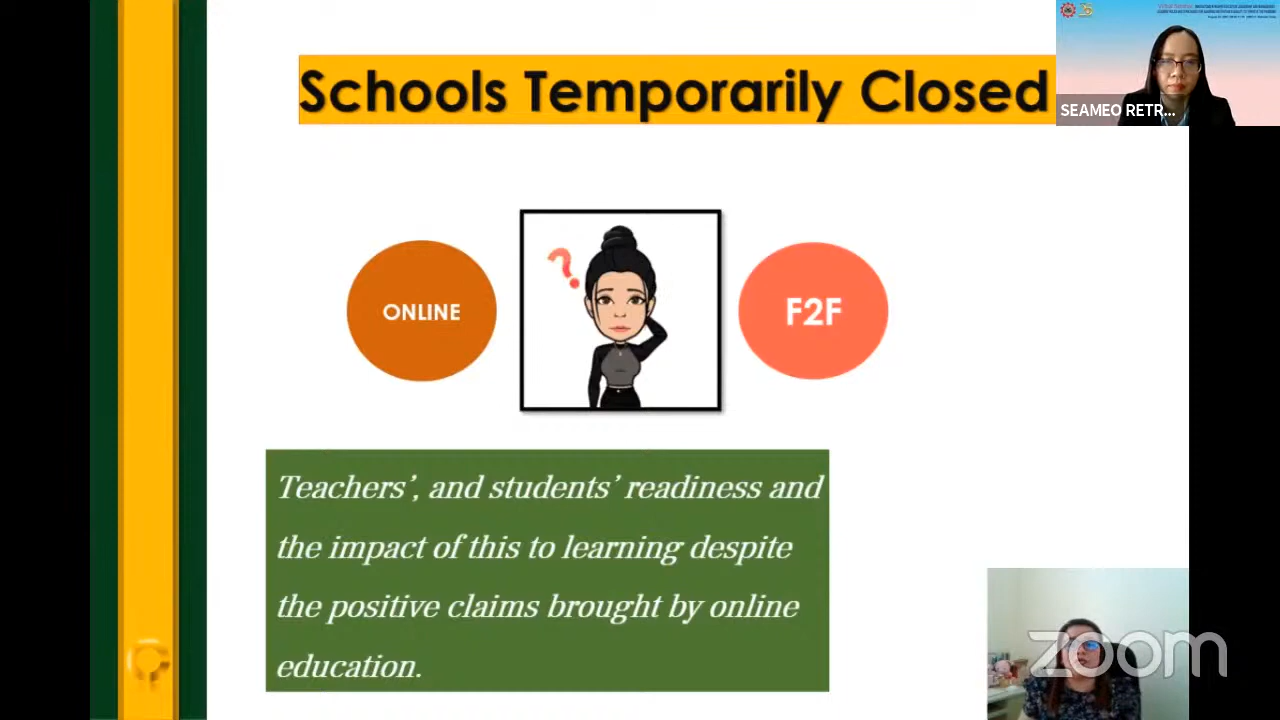 Schools Temporarily Closed
SEAMEO RETR...
ONLINE
?
F2F
Teachers’, and students’ readiness and
the impact of this to learning despite
the positive claims brought by online
education.
zoom